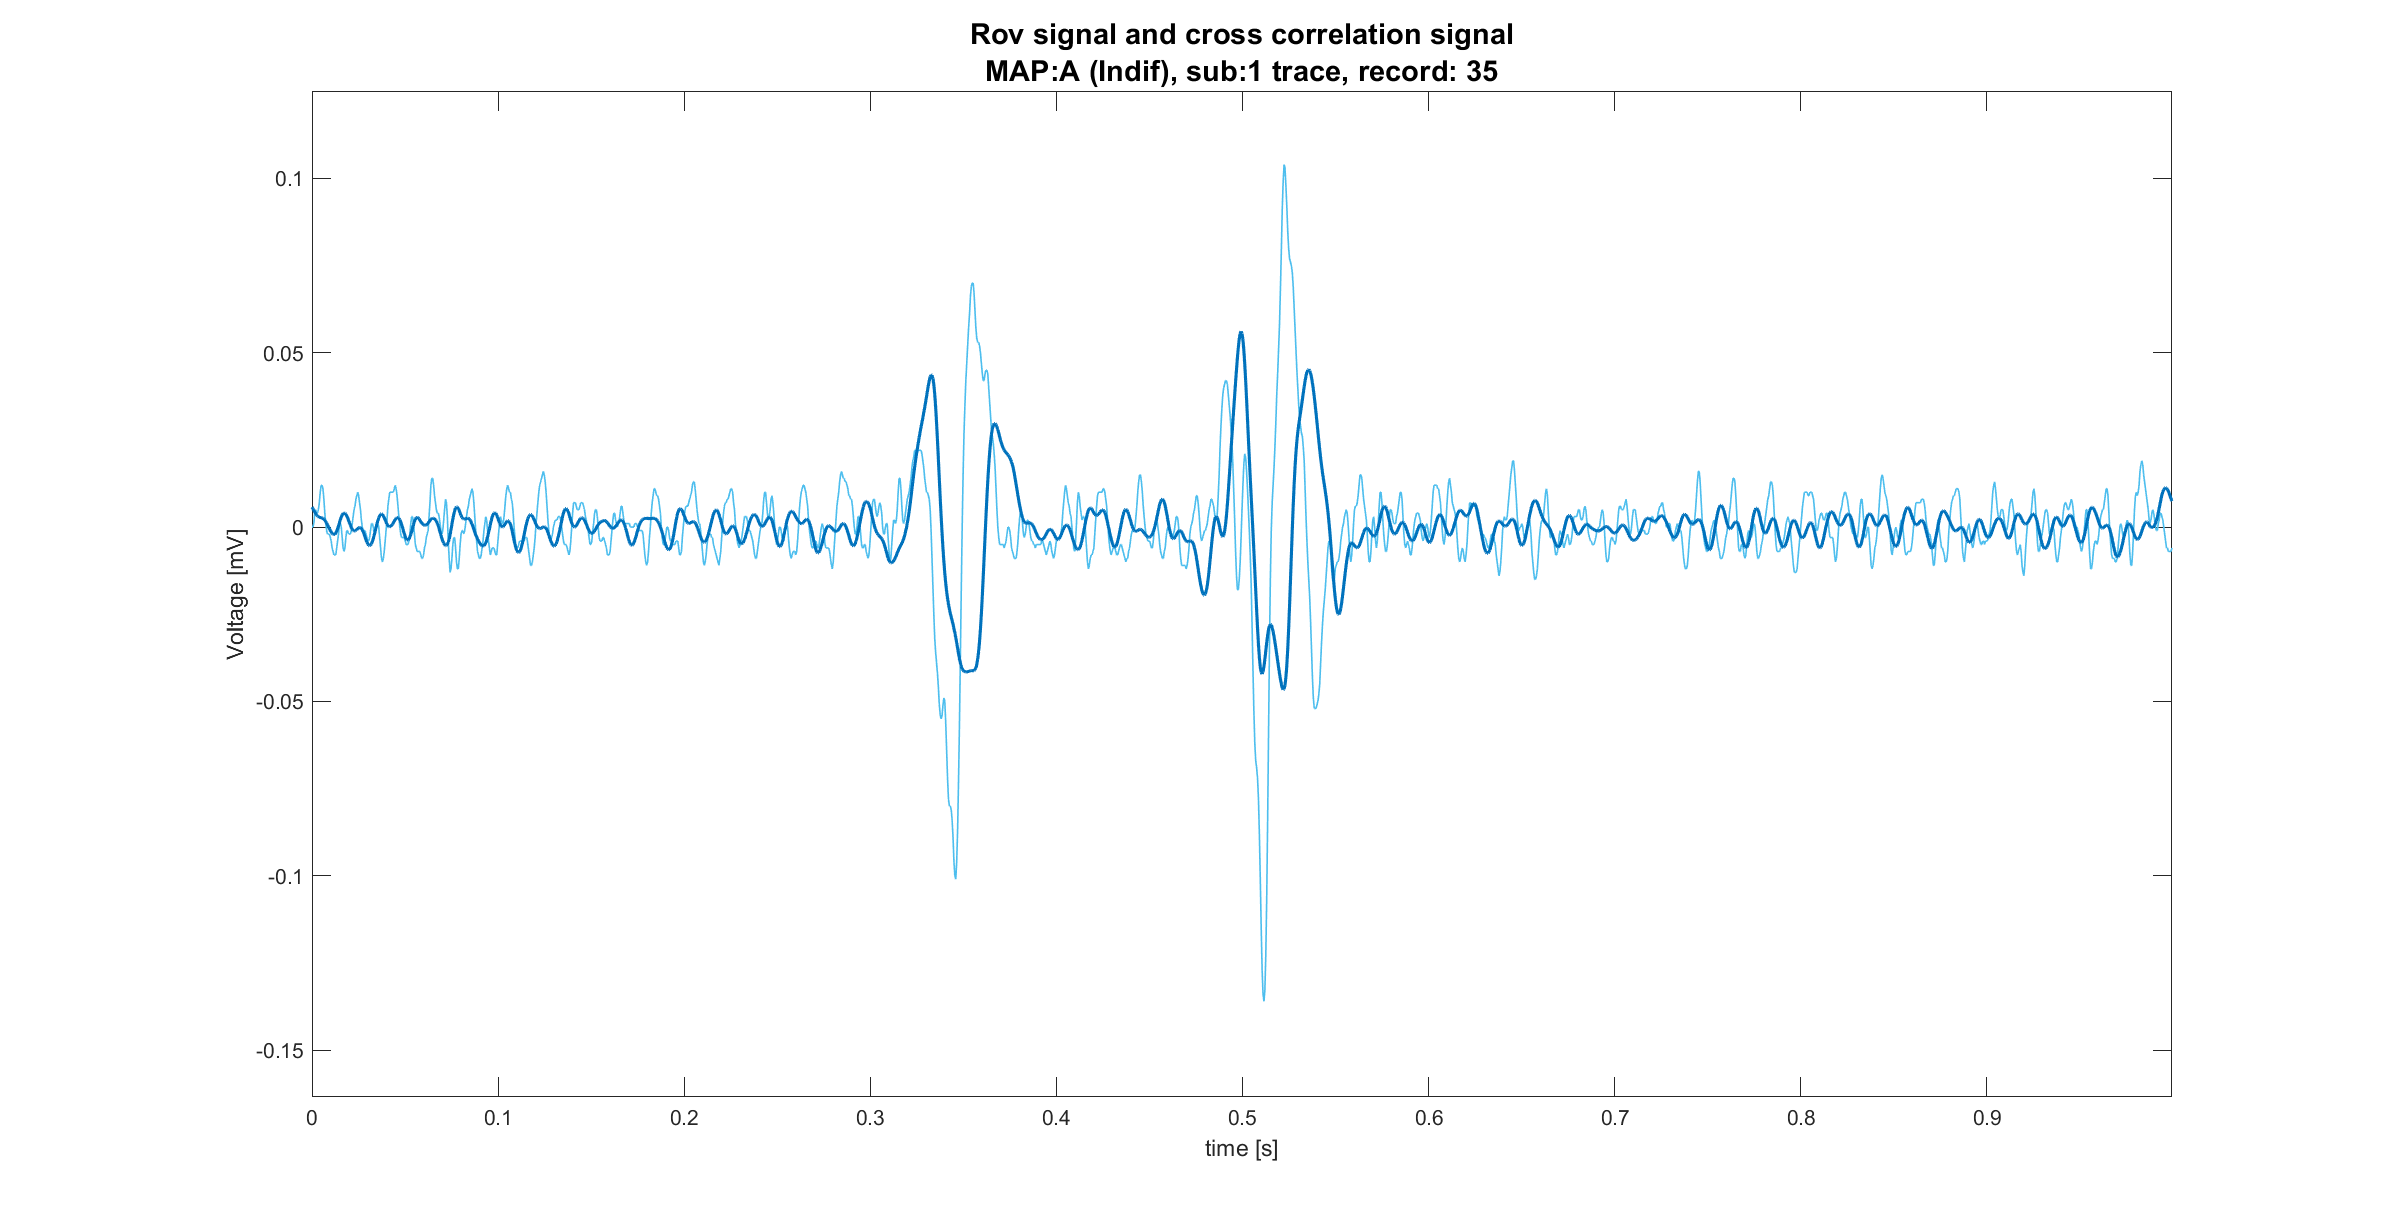 Rov signal and cross correlation signal
MAP:A (Indif), sub:1 trace, record: 35
0.1
0.05
0
-0.05
-0.1
-0.15
Voltage [mV]
0 0.1 0.2 0.3 0.4 0.5 0.6 0.7 0.8 0.9
time [s]